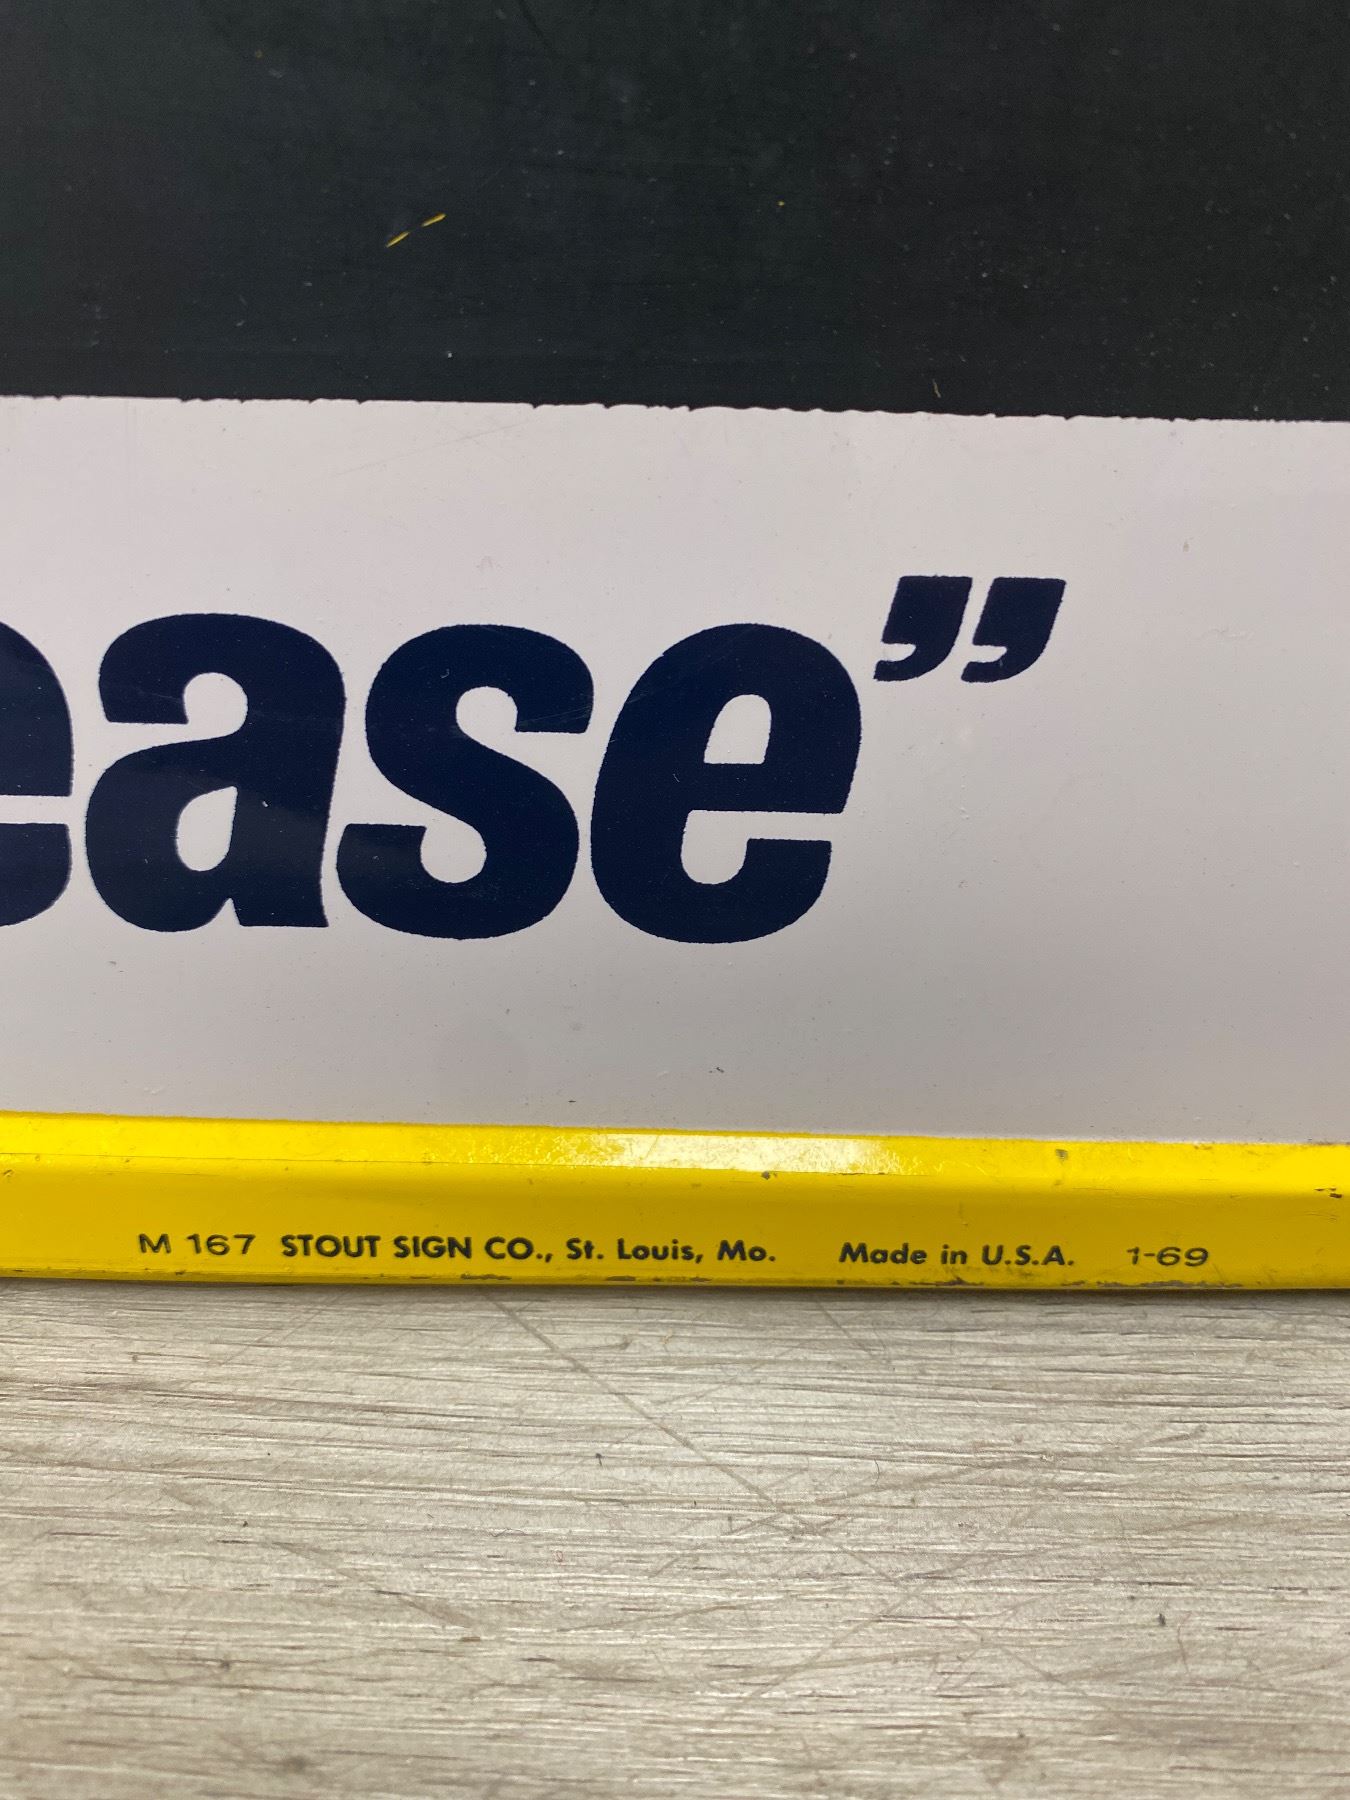 ease”
M 167 STOUT SIGN CO., St. Louis, Mo. Made in U.S.A. 1-69